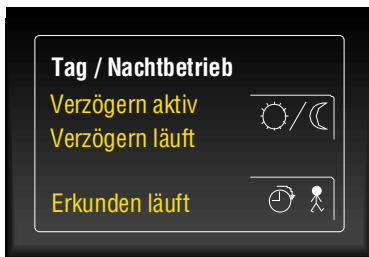 Tag / Nachtbetrieb
Verzögern aktiv
Verzögern läuft
Erkunden läuft